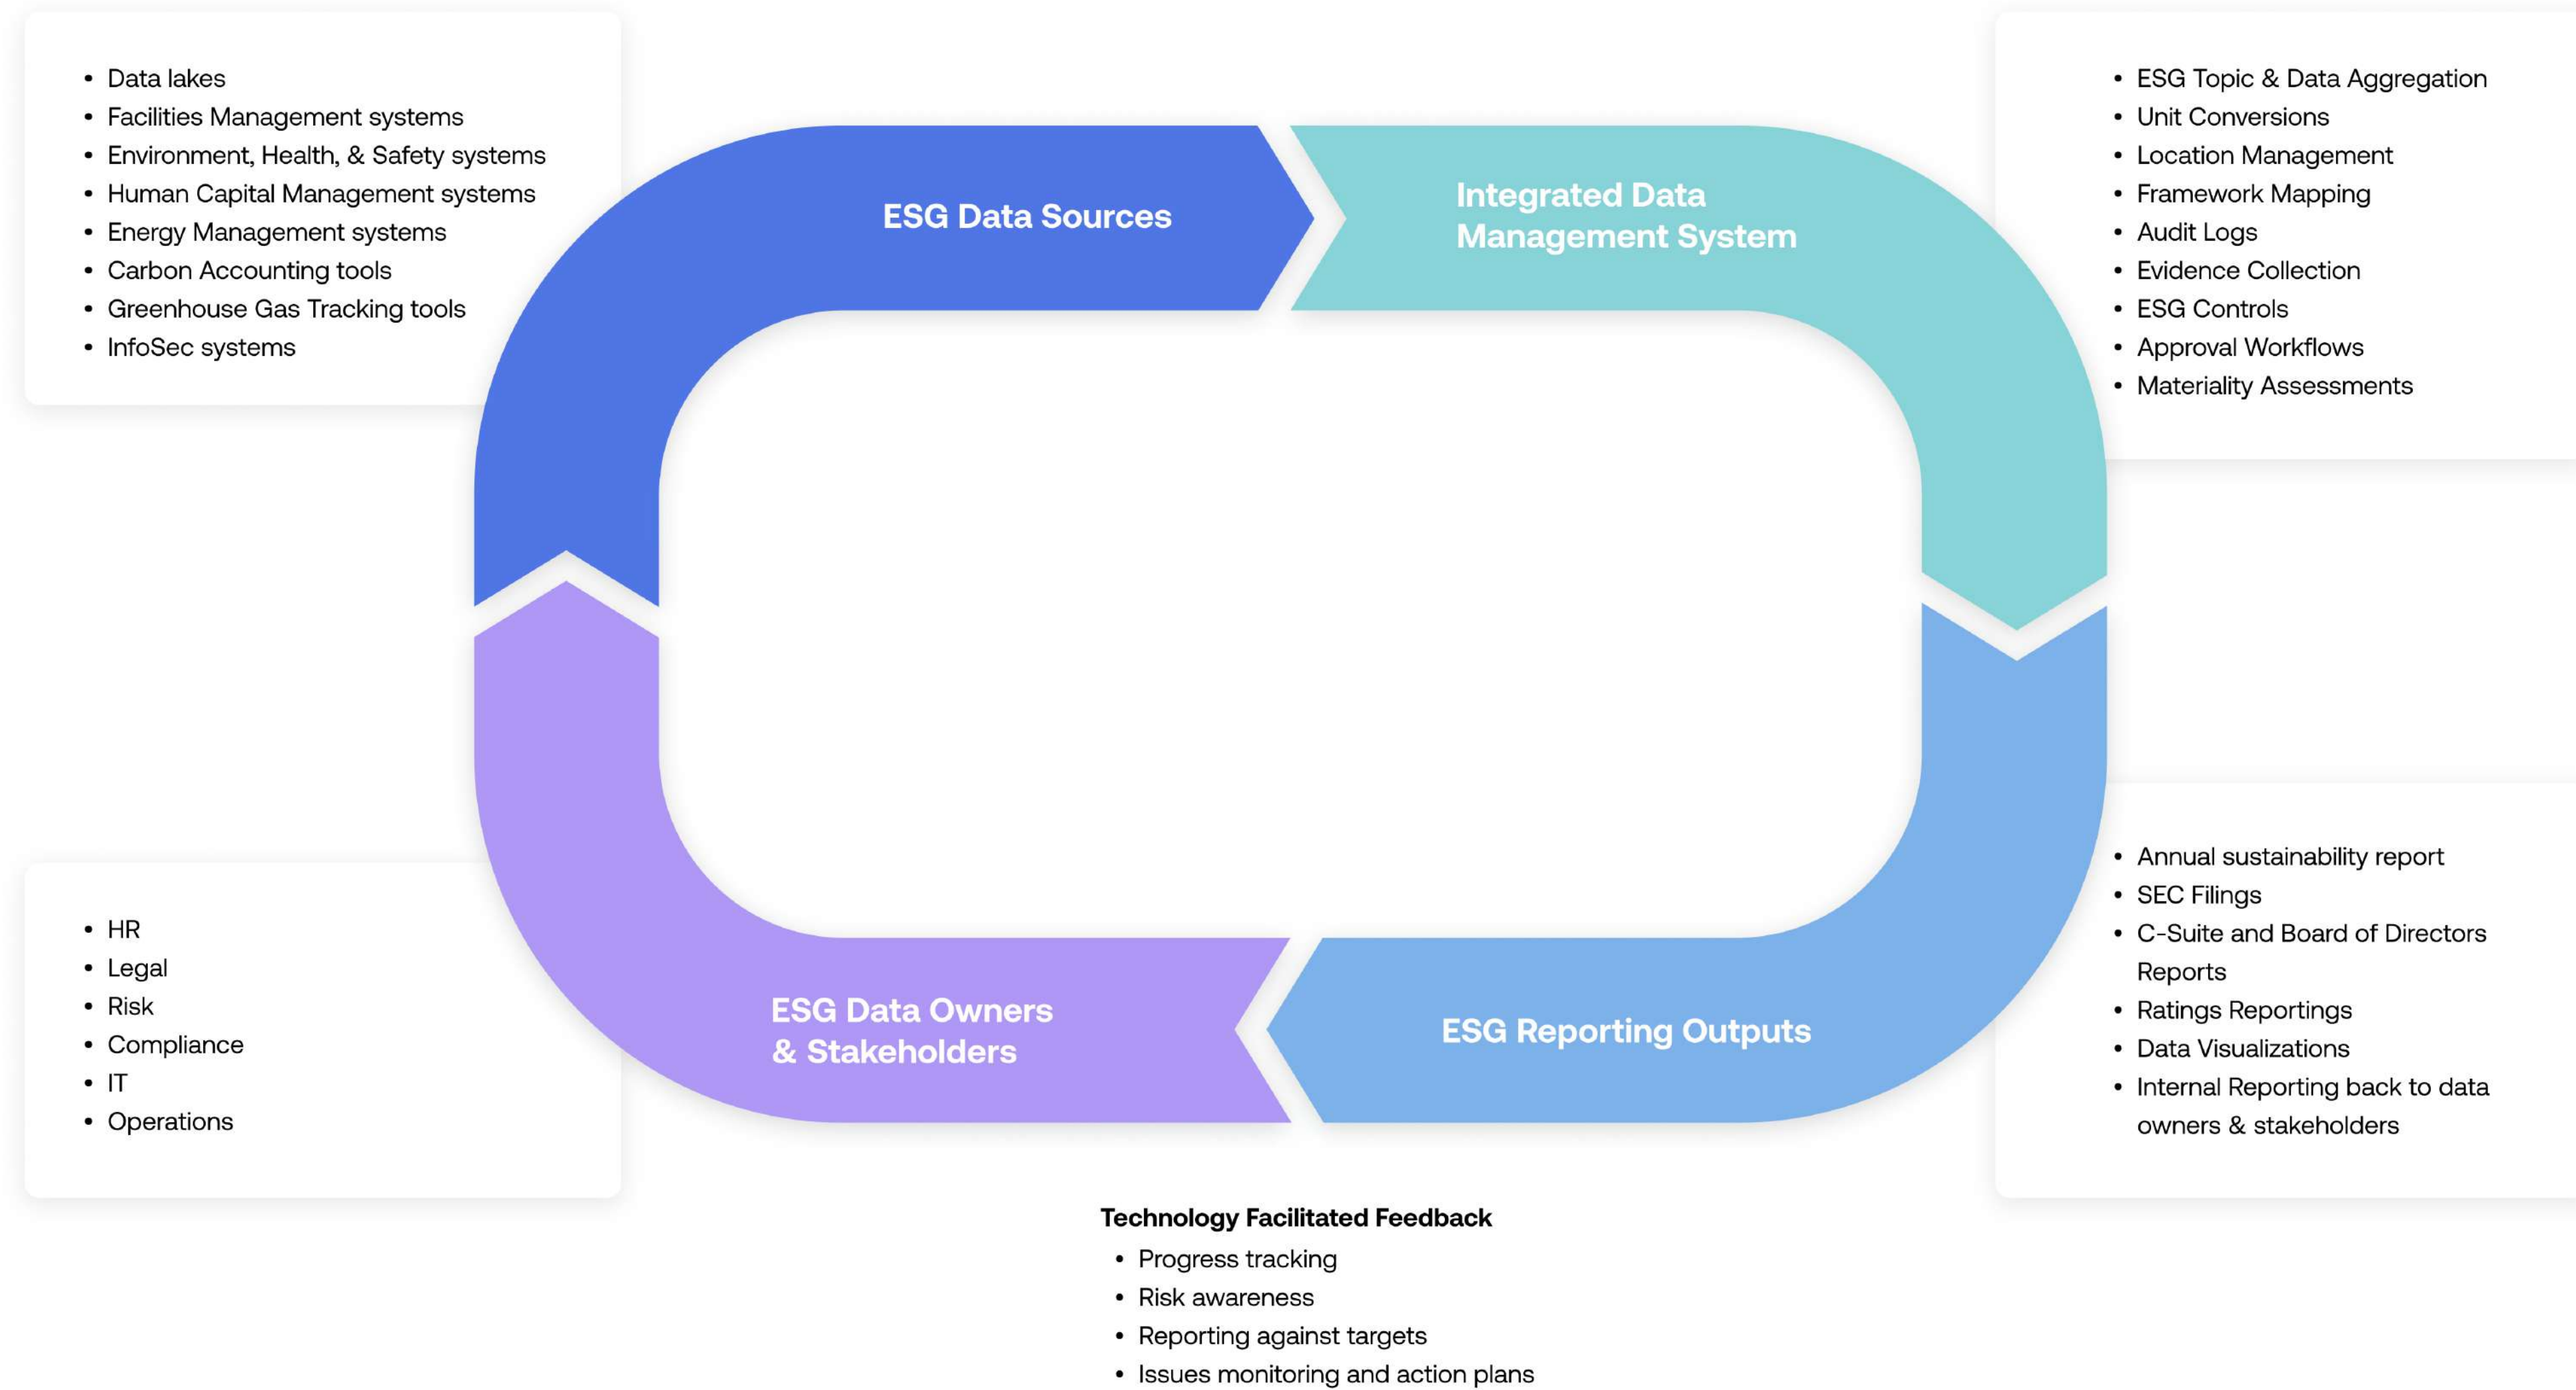 • Data lakes
• Facilities Management systems
• Environment, Health, & Safety systems
• Human Capital Management systems
• Energy Management systems
• Carbon Accounting tools
• Greenhouse Gas Tracking tools
• InfoSec systems
ESG Data Sources
Integrated Data
Management System
• ESG Topic & Data Aggregation
• Unit Conversions
• Location Management
• Framework Mapping
• Audit Logs
• Evidence Collection
• ESG Controls
• Approval Workflows
• Materiality Assessments
• HR
• Legal
• Risk
• Compliance
• IT
• Operations
ESG Data Owners
& Stakeholders
ESG Reporting Outputs
• Annual sustainability report
• SEC Filings
• C-Suite and Board of Directors
Reports
• Ratings Reportings
• Data Visualizations
• Internal Reporting back to data
owners & stakeholders
Technology Facilitated Feedback
• Progress tracking
• Risk awareness
• Reporting against targets
• Issues monitoring and action plans